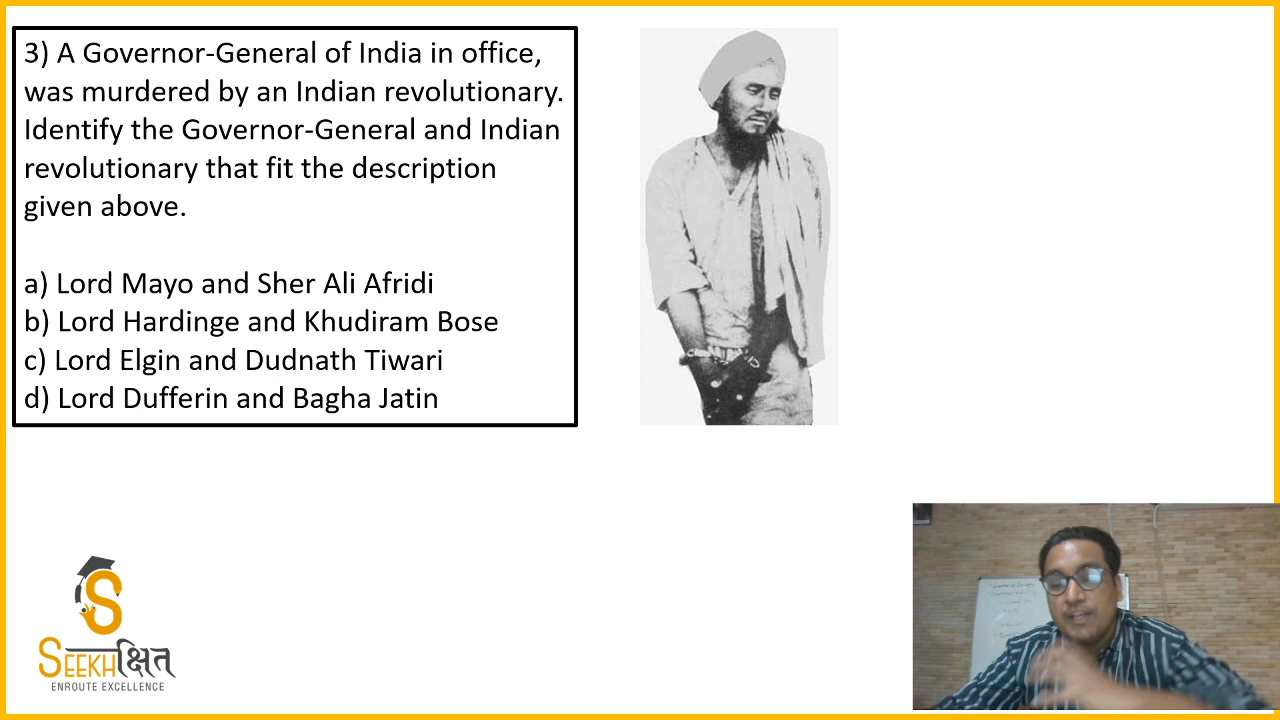 3) A Governor-General of India in office,
was murdered by an Indian revolutionary.
Identify the Governor-General and Indian
revolutionary that fit the description
given above.
a) Lord Mayo and Sher Ali Afridi
b) Lord Hardinge and Khudiram Bose
c) Lord Elgin and Dudnath Tiwari
d) Lord Dufferin and Bagha Jatin
S
SEEKHक्षित
ENROUTE EXCELLENCE